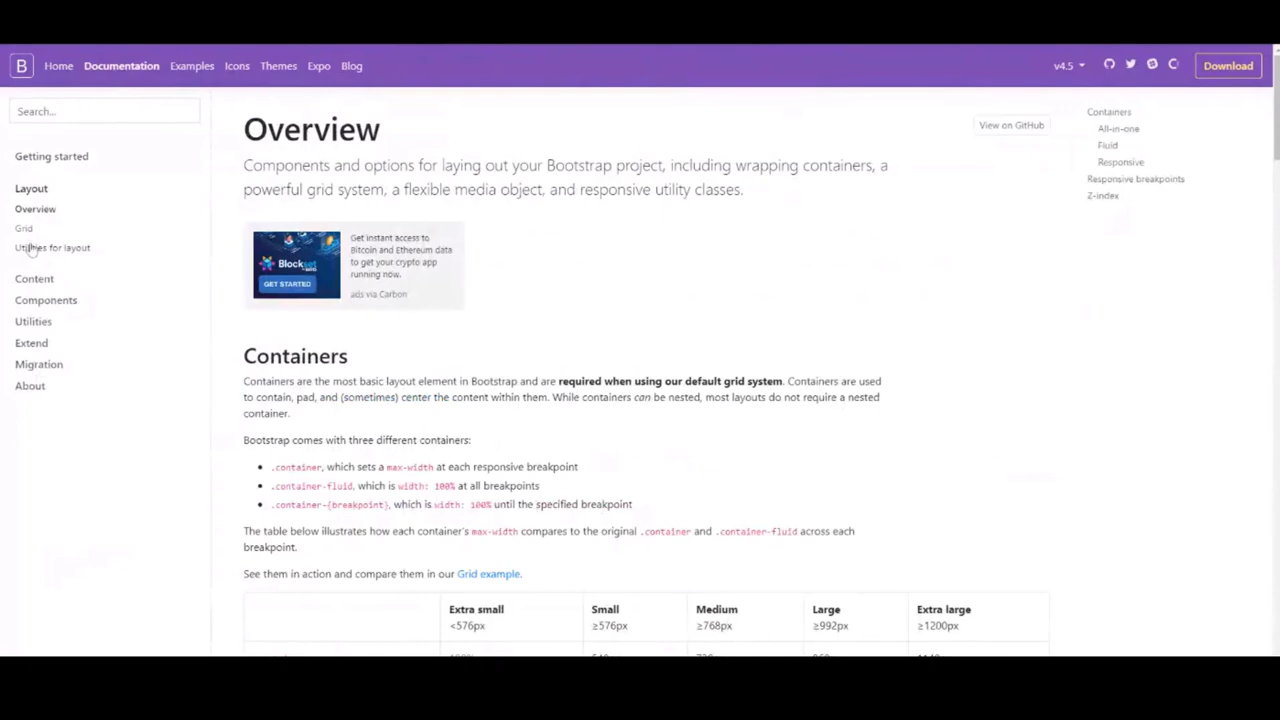 B Home Documentation Examples Icons Themes Expo Blog v4.5 Download
Search...
Getting started
Layout
Overview
Grid
Utilities for layout
Content
Components
Utilities
Extend
Migration
About
Overview
View on GitHub
Components and options for laying out your Bootstrap project, including wrapping containers, a
powerful grid system, a flexible media object, and responsive utility classes.
Blockset
GET STARTED
Get instant access to
Bitcoin and Ethereum data
to get your crypto app
running now.
ads via Carbon
Containers
Containers are the most basic layout element in Bootstrap and are required when using our default grid system. Containers are used
to contain, pad, and (sometimes) center the content within them. While containers can be nested, most layouts do not require a nested
container.
Bootstrap comes with three different containers:
.container, which sets a max-width at each responsive breakpoint
.container-fluid, which is width: 100% at all breakpoints
.container-{breakpoint}, which is width: 100% until the specified breakpoint
The table below illustrates how each container's max-width compares to the original .container and .container-fluid across each
breakpoint.
See them in action and compare them in our Grid example.
Extra small Small Medium Large Extra large
<576px ≥576px ≥768px ≥992px ≥1200px
Containers
All-in-one
Fluid
Responsive
Responsive breakpoints
Z-index